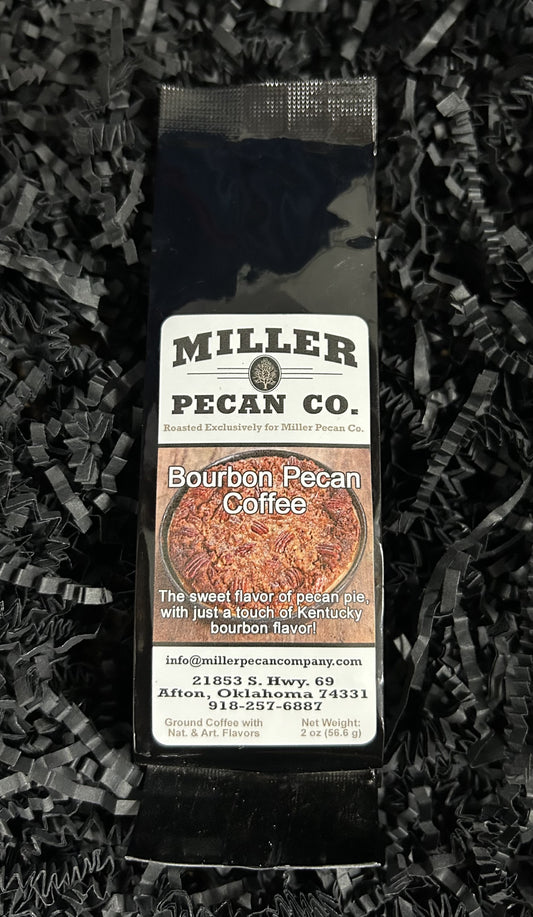 MILLER
PECAN CO.
Roasted Exclusively for Miller Pecan Co.
Bourbon Pecan
Coffee
The sweet flavor of pecan pie,
with just a touch of Kentucky
bourbon flavor!
info@millerpecancompany.com
21853 S. Hwy. 69
Afton, Oklahoma 74331
918-257-6887
Ground Coffee with Net Weight:
Nat. & Art. Flavors 2 oz (56.6 g)